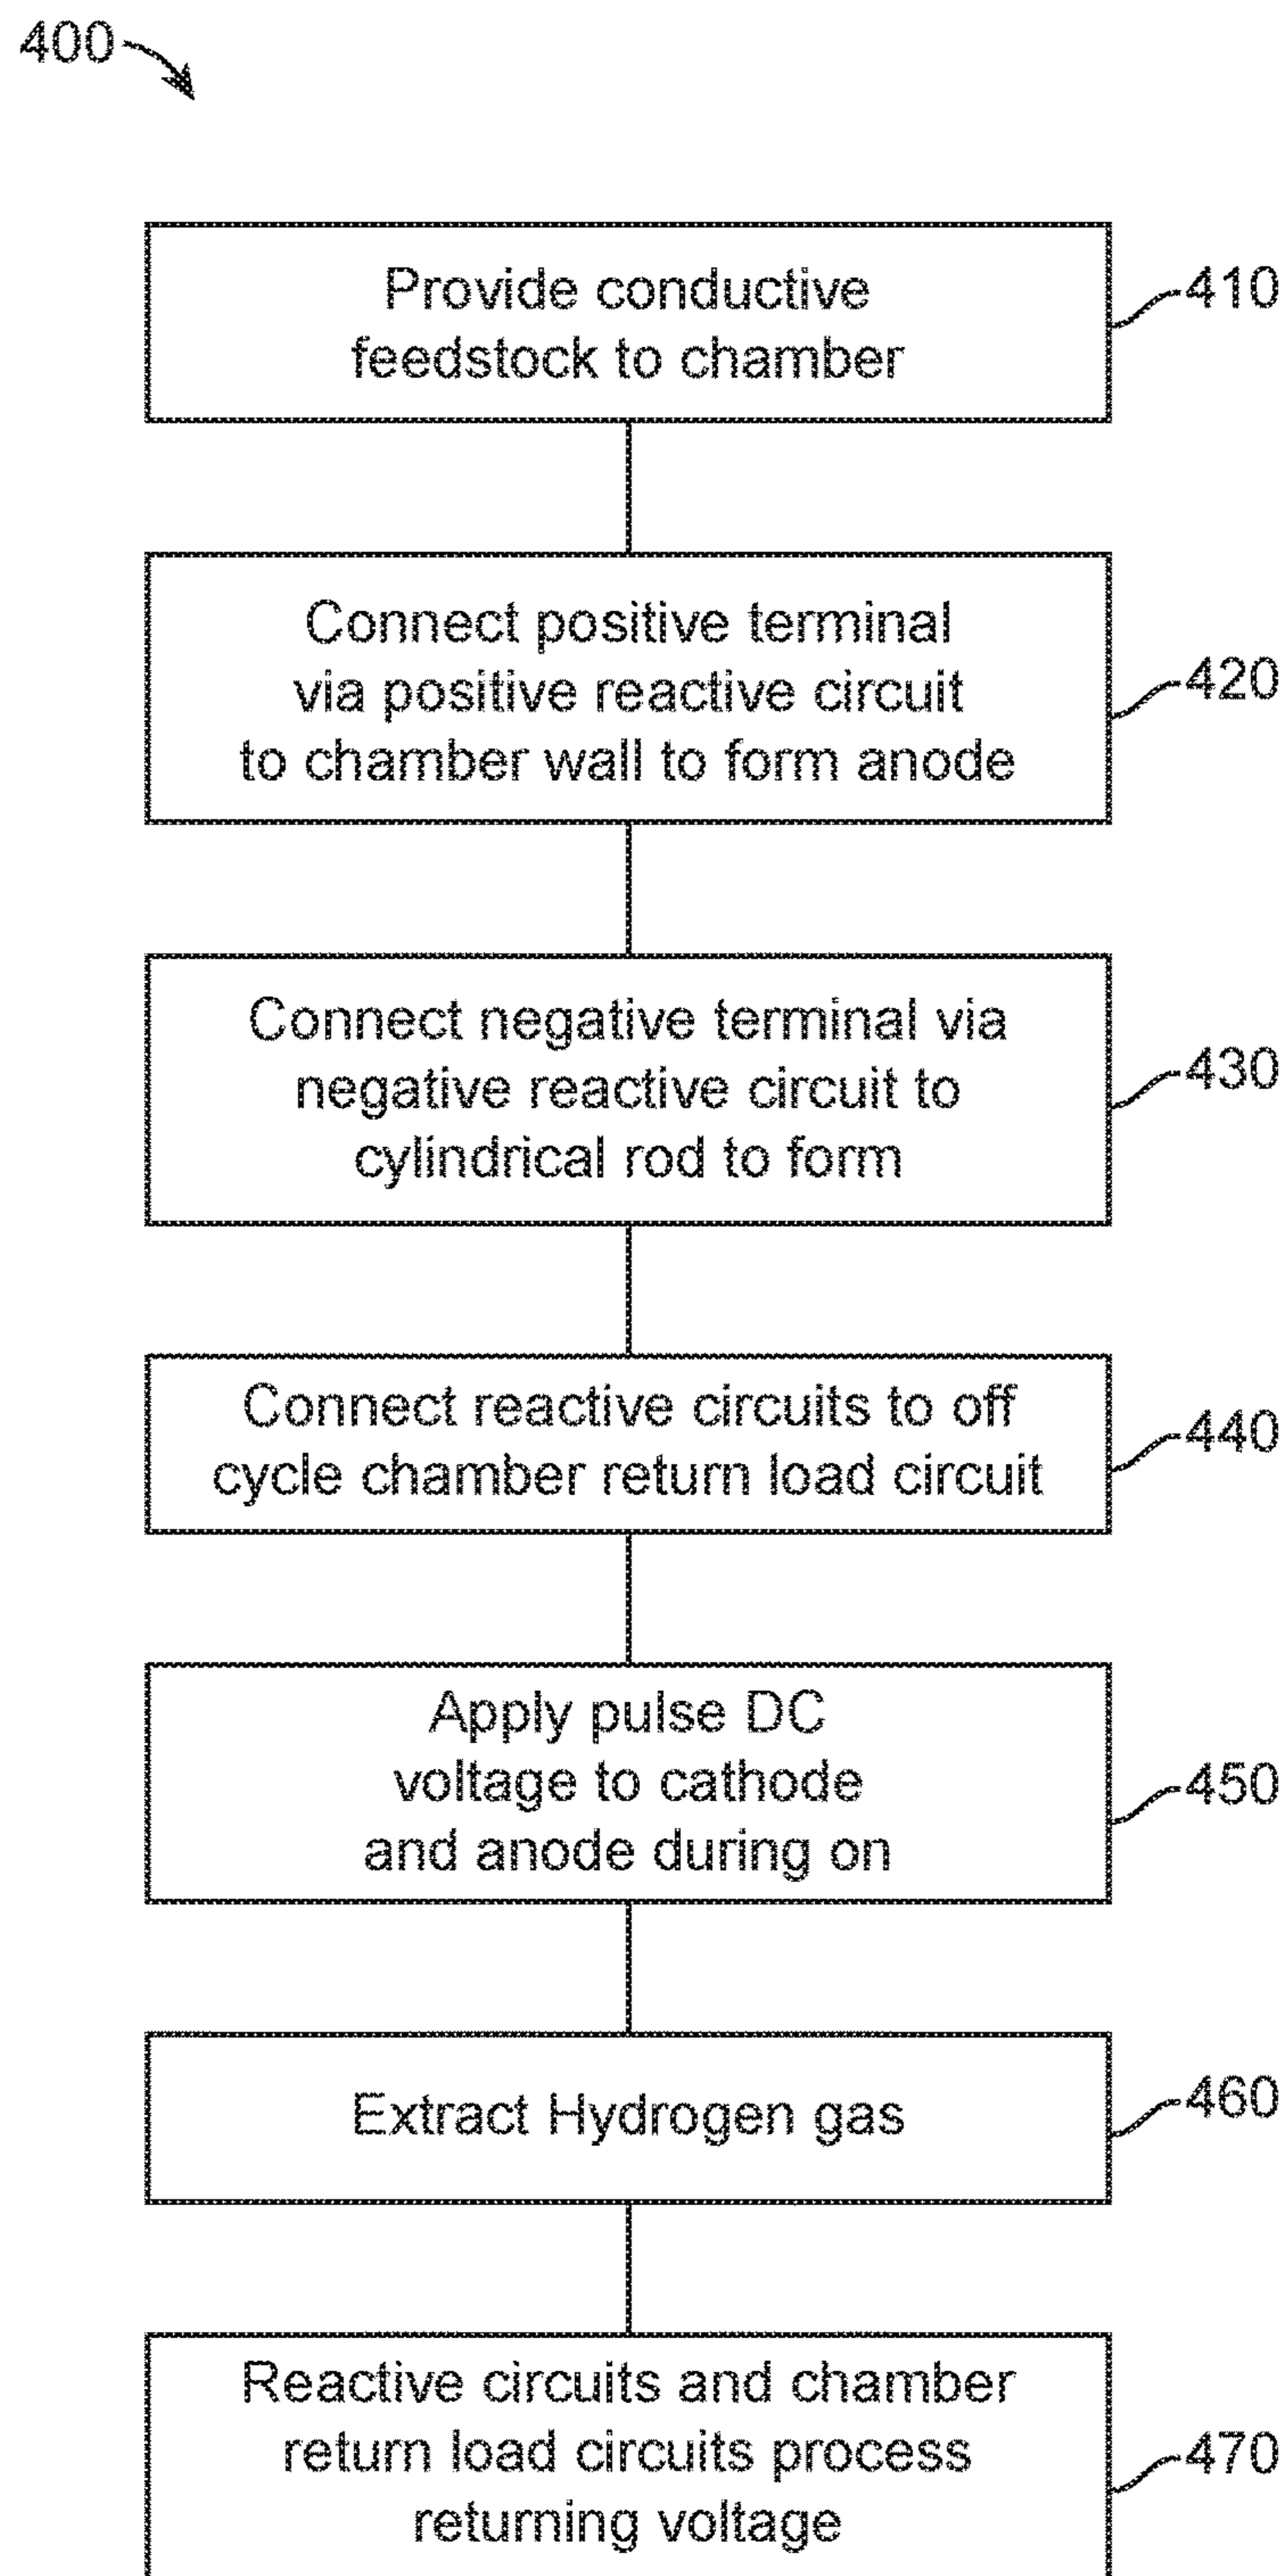 400
Provide conductive
feedstock to chamber
410
Connect positive terminal
via positive reactive circuit
to chamber wall to form anode
420
Connect negative terminal via
negative reactive circuit to
cylindrical rod to form
430
Connect reactive circuits to off
cycle chamber return load circuit
440
Apply pulse DC
voltage to cathode
and anode during on
450
Extract Hydrogen gas
460
Reactive circuits and chamber
return load circuits process
returning voltage
470